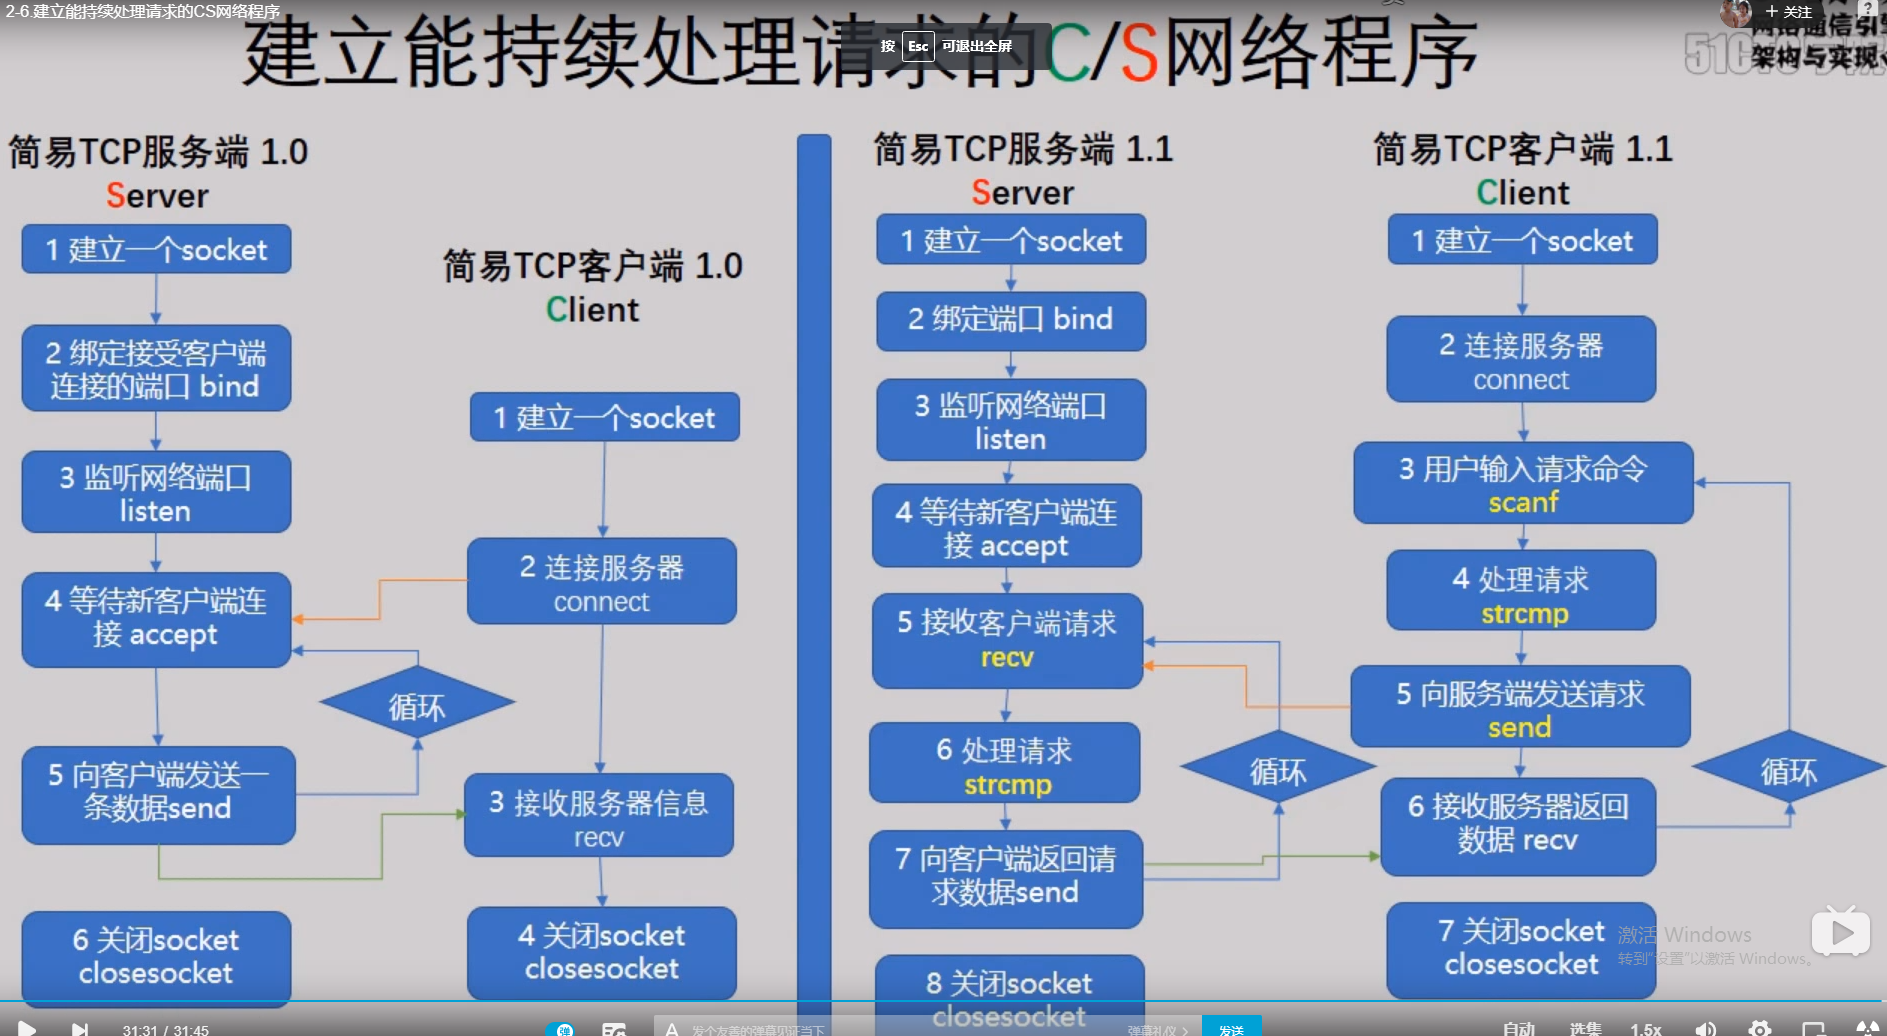 2-6.建立能持续处理请求的CS网络程序
建立能持续处理请求的C/S网络程序
按 Esc 可退出全屏
+ 关注
?
网络通信引擎
架构与实现
简易TCP服务端 1.0
Server
1 建立一个socket
2 绑定接受客户端
连接的端口 bind
3 监听网络端口
listen
4 等待新客户端连
接 accept
循环
5 向客户端发送一
条数据send
6 关闭socket
closesocket
简易TCP客户端 1.0
Client
1 建立一个socket
2 连接服务器
connect
3 接收服务器信息
recv
4 关闭socket
closesocket
简易TCP服务端 1.1
Server
1 建立一个socket
2 绑定端口 bind
3 监听网络端口
listen
4 等待新客户端连
接 accept
5 接收客户端请求
recv
6 处理请求
strcmp
循环
7 向客户端返回请
求数据send
8 关闭socket
closesocket
简易TCP客户端 1.1
Client
1 建立一个socket
2 连接服务器
connect
3 用户输入请求命令
scanf
4 处理请求
strcmp
5 向服务端发送请求
send
循环
6 接收服务器返回
数据 recv
7 关闭socket
closesocket
激活 Windows
转到"设置"以激活 Windows。
31:31 / 31:45
弹
A 发个友善的弹幕见证当下
弹幕礼仪 >
发送
自动
选集
1.5x